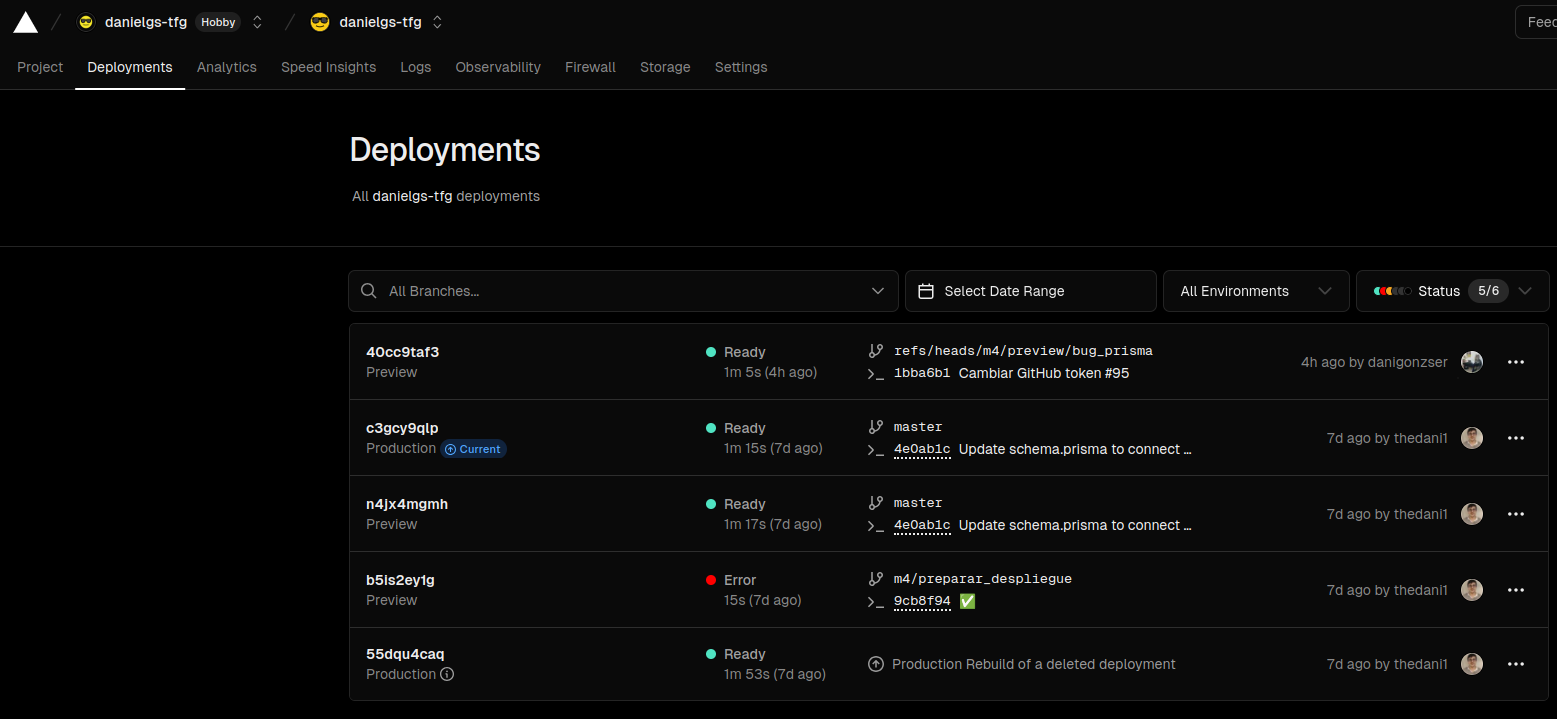 danielgs-tfg Hobby danielgs-tfg
Project Deployments Analytics Speed Insights Logs Observability Firewall Storage Settings
Deployments
All danielgs-tfg deployments
All Branches... Select Date Range All Environments Status 5/6
40cc9taf3 Ready refs/heads/m4/preview/bug_prisma
Preview 1m 5s (4h ago) 1bba6b1 Cambiar GitHub token #95
4h ago by danigonzser
c3gcy9qlp Ready master
Production Current 1m 15s (7d ago) 4e0ab1c Update schema.prisma to connect ...
7d ago by thedani1
n4jx4mgmh Ready master
Preview 1m 17s (7d ago) 4e0ab1c Update schema.prisma to connect ...
7d ago by thedani1
b5is2ey1g Error m4/preparar_despliegue
Preview 15s (7d ago) 9cb8f94 ✅
7d ago by thedani1
55dqu4caq Ready
Production 1m 53s (7d ago) Production Rebuild of a deleted deployment
7d ago by thedani1